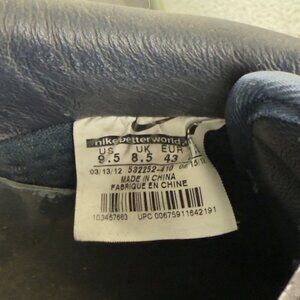 nikebetterworld
US UK EUR
9.5 8.5 43
03/13/12 532252-410
MADE IN CHINA
FABRIQUE EN CHINE
103467663 UPC 00675911642191